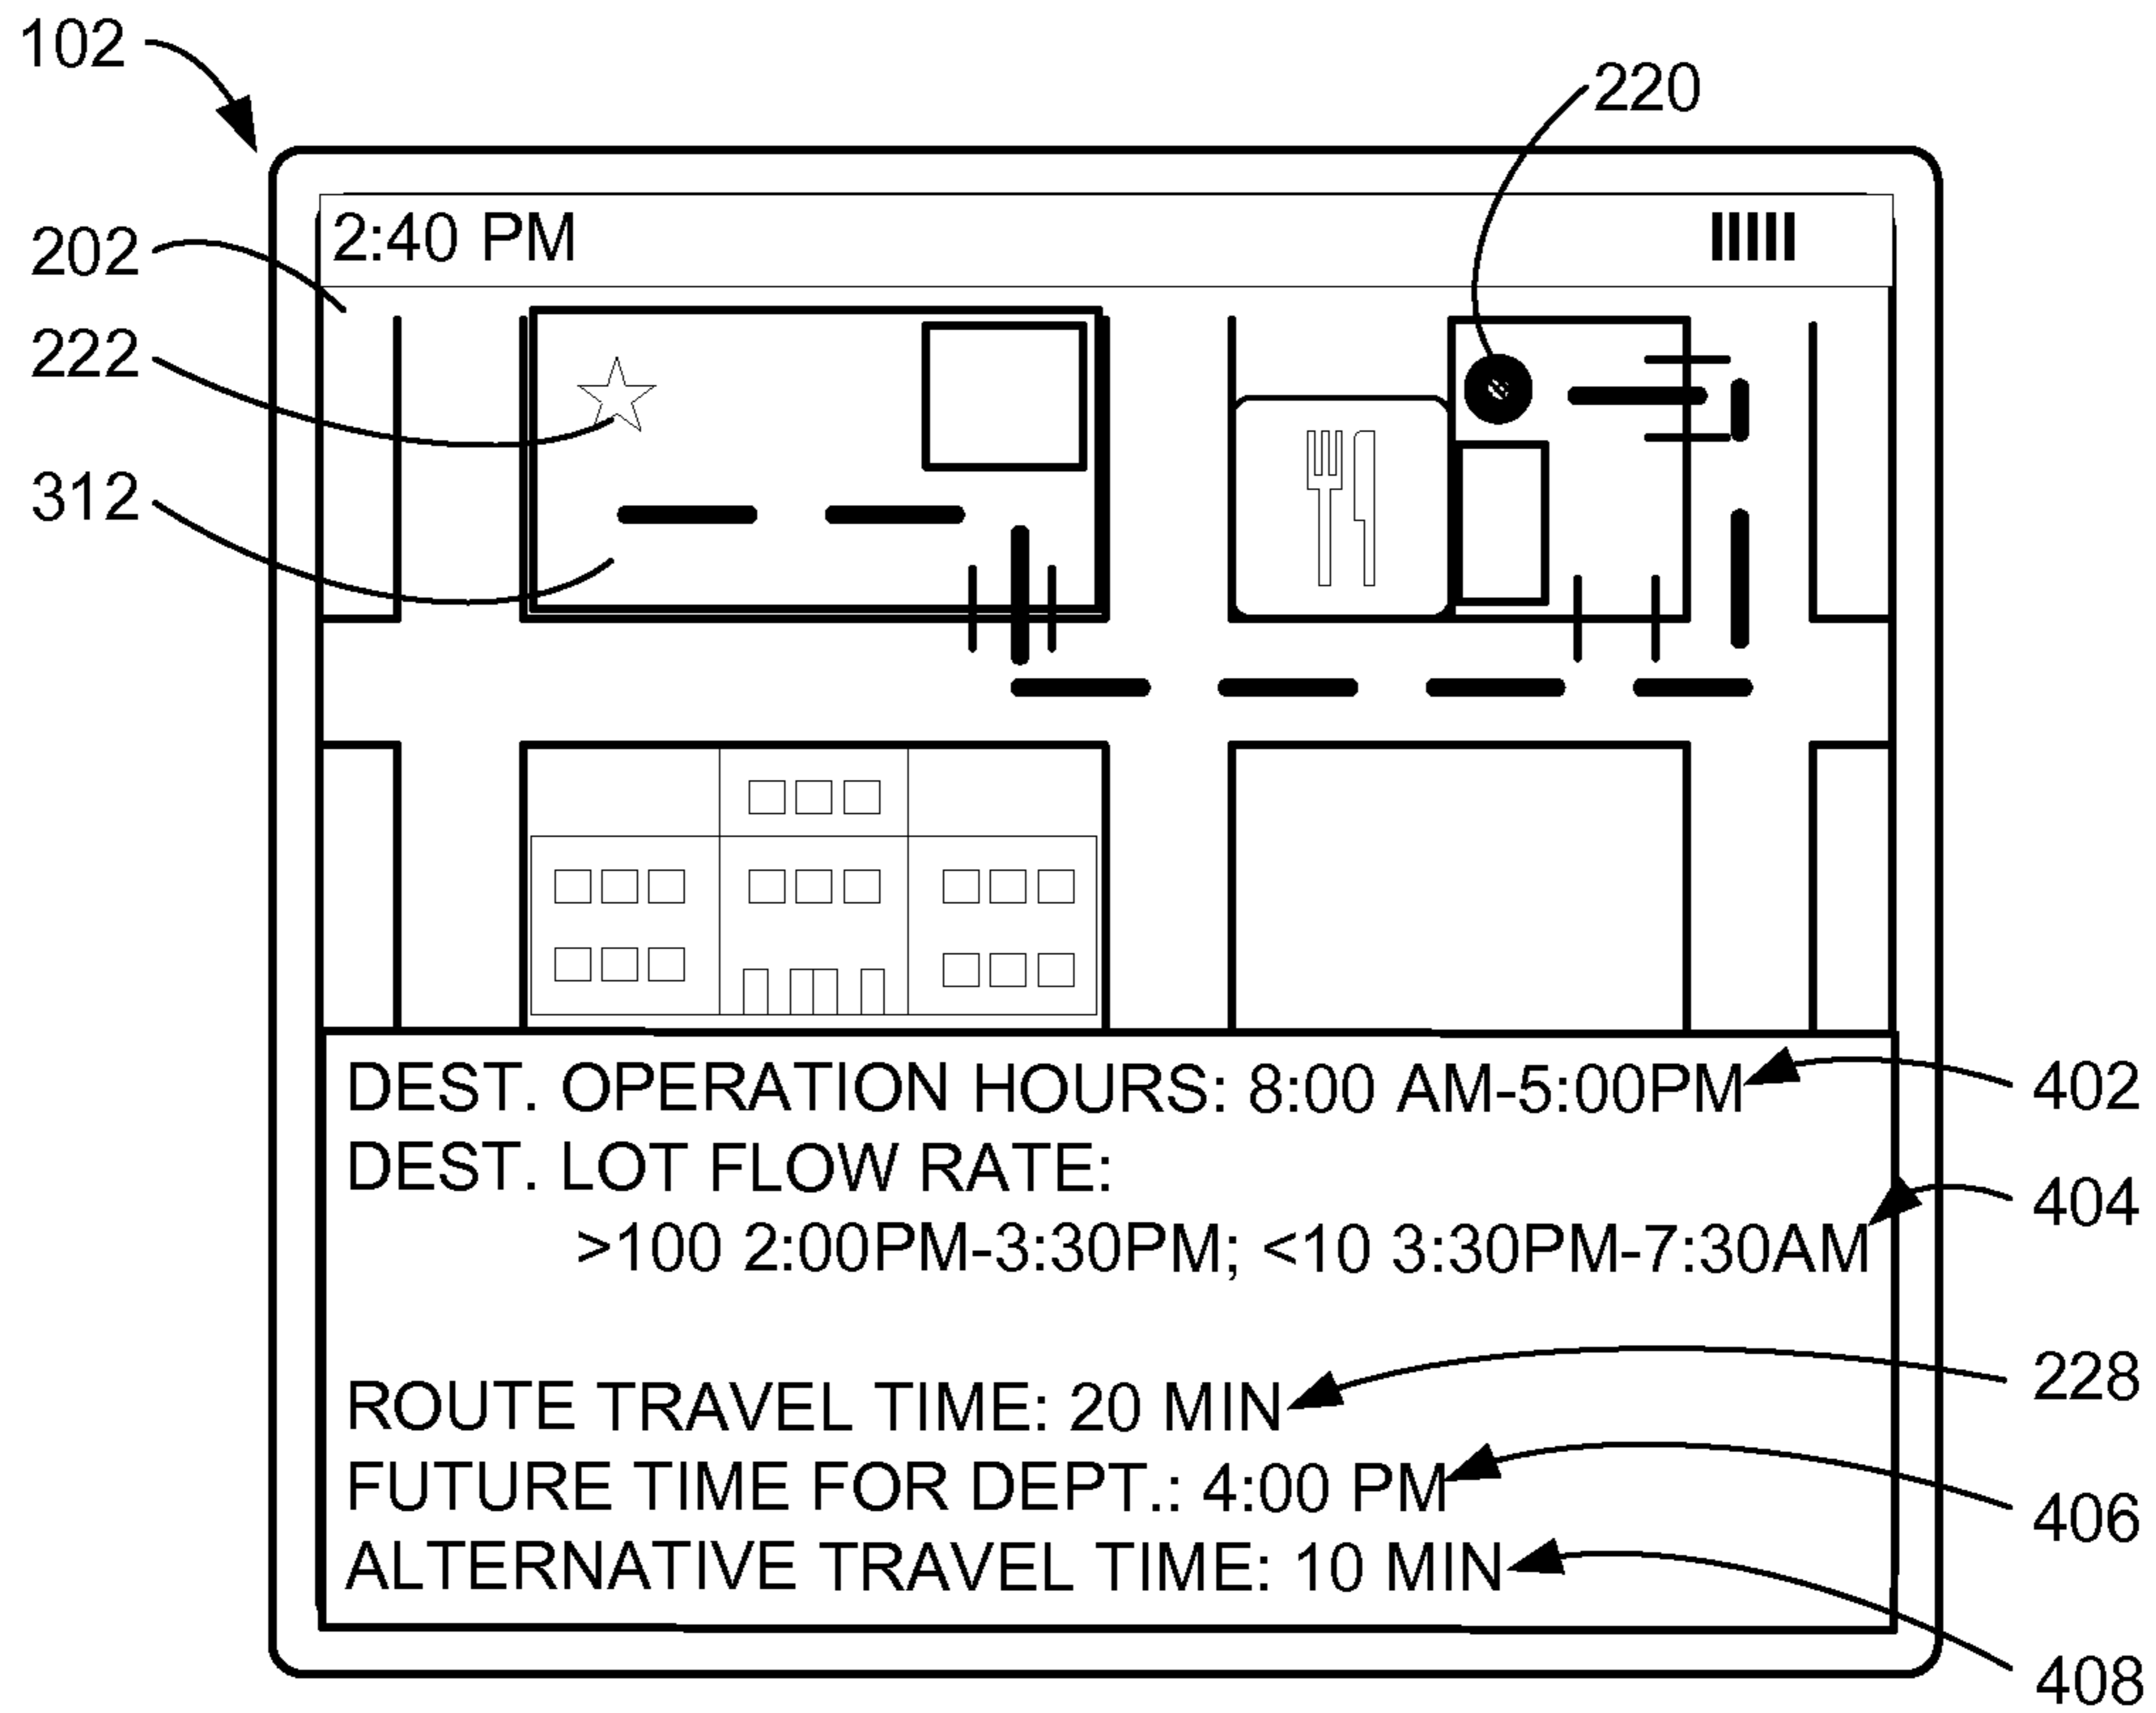 102
220
2:40 PM
202
222
312
DEST. OPERATION HOURS: 8:00 AM-5:00PM
402
DEST. LOT FLOW RATE:
404
>100 2:00PM-3:30PM; <10 3:30PM-7:30AM
228
ROUTE TRAVEL TIME: 20 MIN
FUTURE TIME FOR DEPT.: 4:00 PM
406
ALTERNATIVE TRAVEL TIME: 10 MIN
408